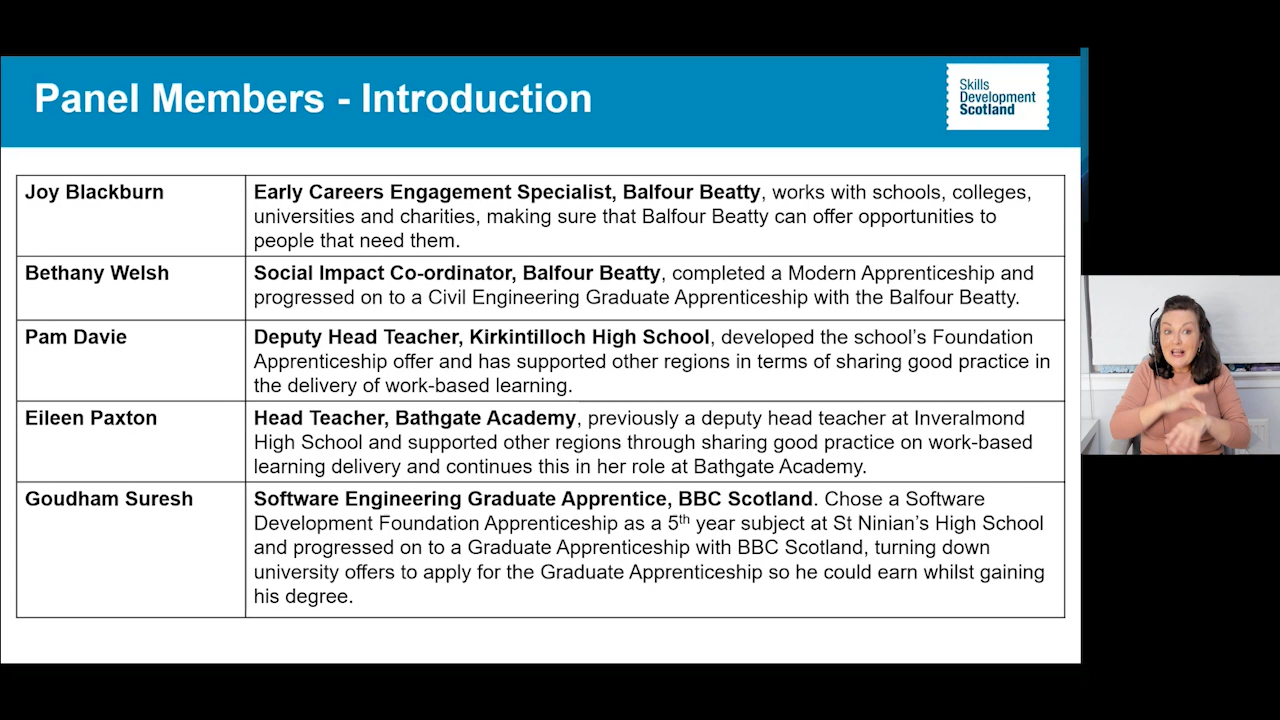 Panel Members - Introduction
Skills
Development
Scotland
Joy Blackburn
Early Careers Engagement Specialist, Balfour Beatty, works with schools, colleges,
universities and charities, making sure that Balfour Beatty can offer opportunities to
people that need them.
Bethany Welsh
Social Impact Co-ordinator, Balfour Beatty, completed a Modern Apprenticeship and
progressed on to a Civil Engineering Graduate Apprenticeship with the Balfour Beatty.
Pam Davie
Deputy Head Teacher, Kirkintilloch High School, developed the school’s Foundation
Apprenticeship offer and has supported other regions in terms of sharing good practice in
the delivery of work-based learning.
Eileen Paxton
Head Teacher, Bathgate Academy, previously a deputy head teacher at Inveralmond
High School and supported other regions through sharing good practice on work-based
learning delivery and continues this in her role at Bathgate Academy.
Goudham Suresh
Software Engineering Graduate Apprentice, BBC Scotland. Chose a Software
Development Foundation Apprenticeship as a 5th year subject at St Ninian’s High School
and progressed on to a Graduate Apprenticeship with BBC Scotland, turning down
university offers to apply for the Graduate Apprenticeship so he could earn whilst gaining
his degree.